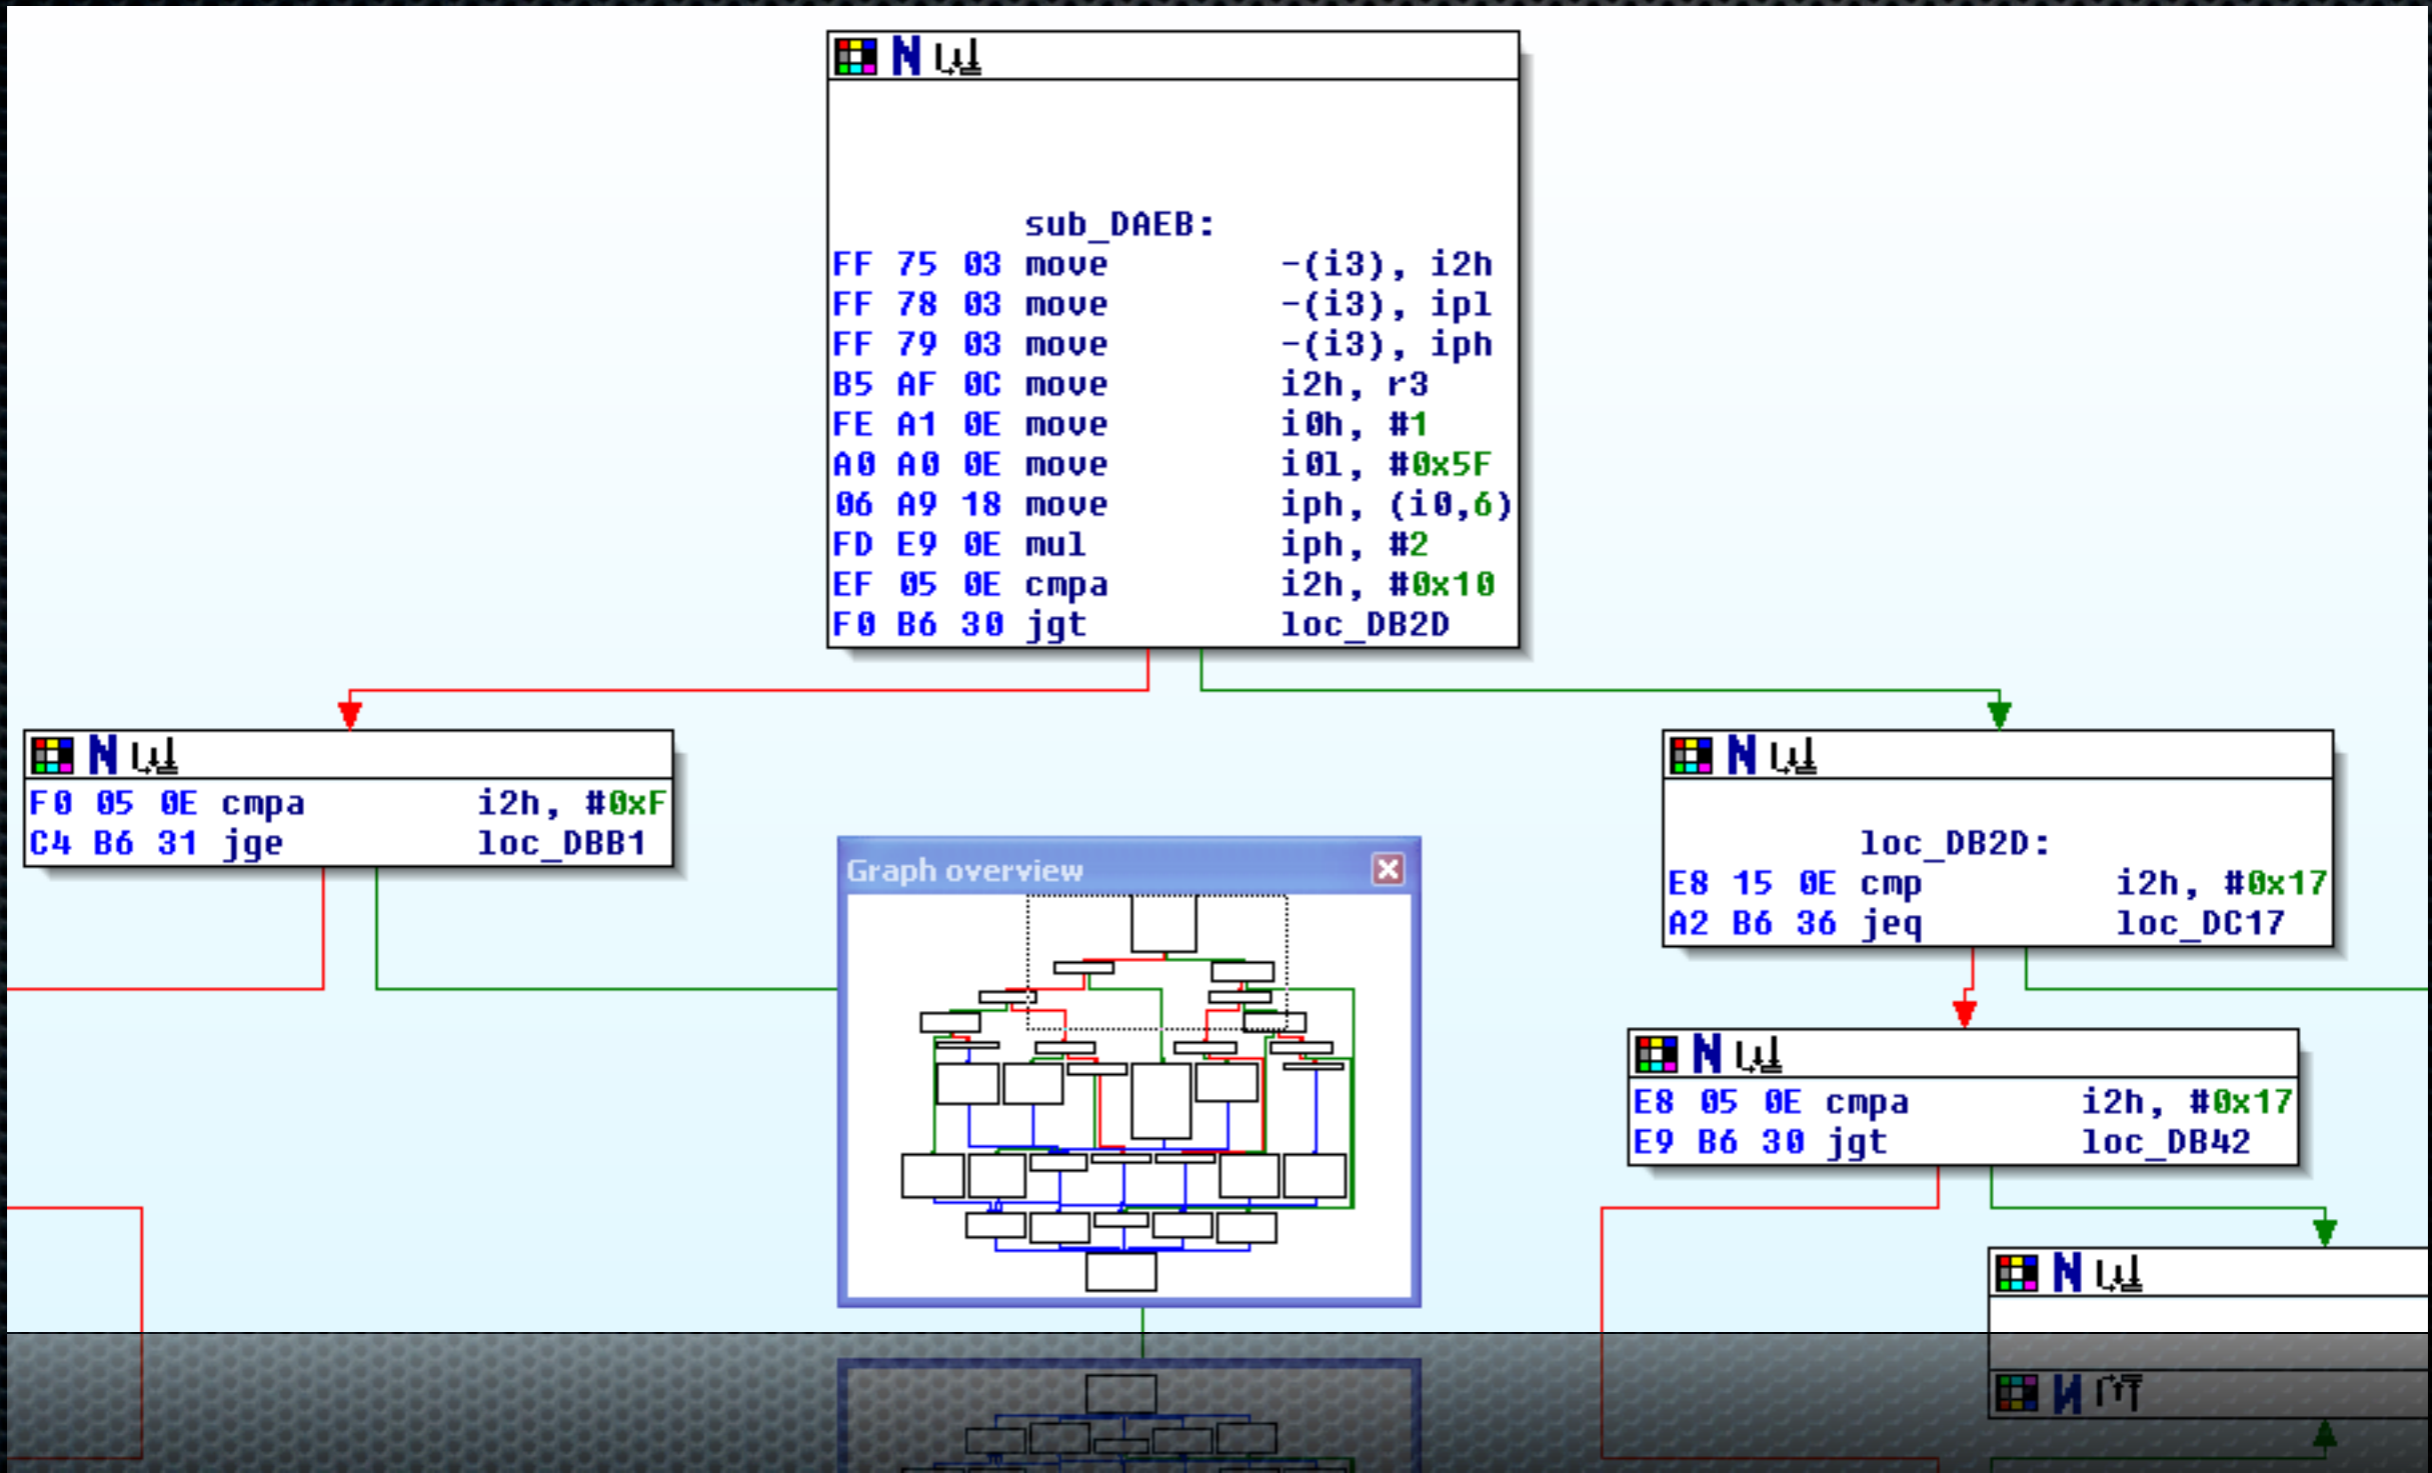 sub_DAEB:
FF 75 03 move -(i3), i2h
FF 78 03 move -(i3), ipl
FF 79 03 move -(i3), iph
B5 AF 0C move i2h, r3
FE A1 0E move i0h, #1
A0 A0 0E move i0l, #0x5F
06 A9 18 move iph, (i0,6)
FD E9 0E mul iph, #2
EF 05 0E cmpa i2h, #0x10
F0 B6 30 jgt loc_DB2D
F0 05 0E cmpa i2h, #0xF
C4 B6 31 jge loc_DBB1
loc_DB2D:
E8 15 0E cmp i2h, #0x17
A2 B6 36 jeq loc_DC17
Graph overview
E8 05 0E cmpa i2h, #0x17
E9 B6 30 jgt loc_DB42